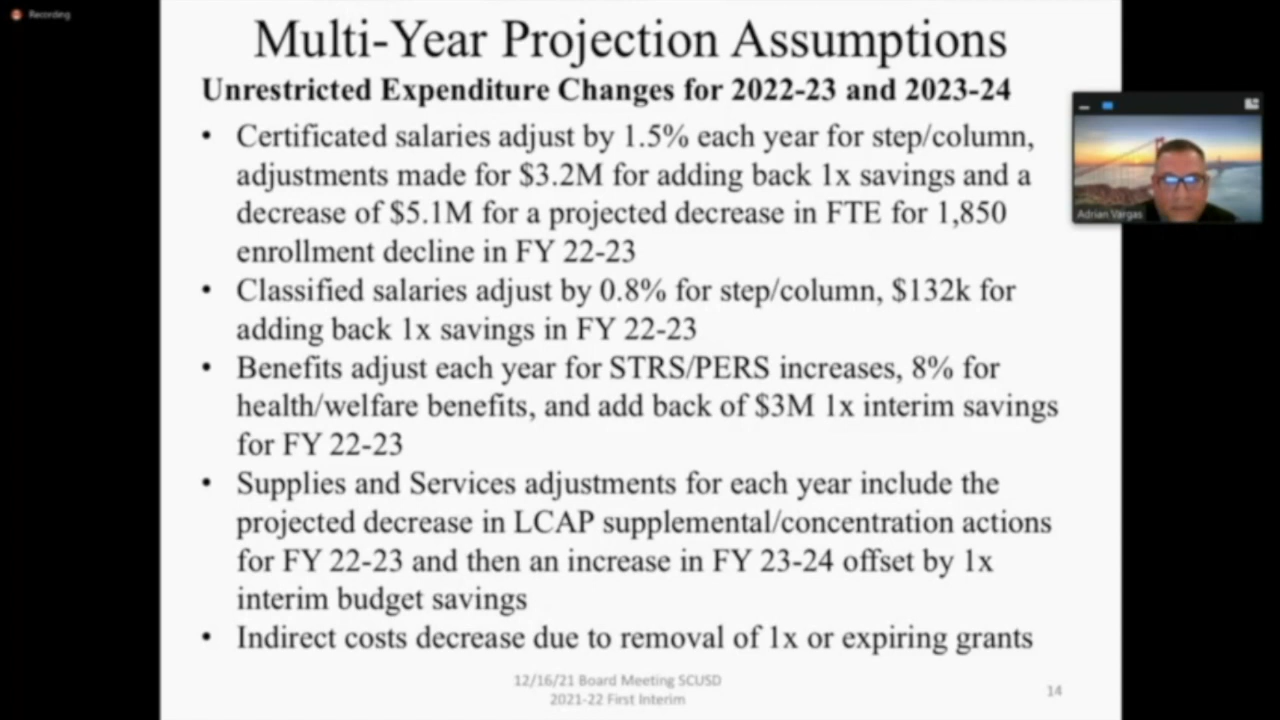 Recording
Multi-Year Projection Assumptions
Unrestricted Expenditure Changes for 2022-23 and 2023-24
• Certificated salaries adjust by 1.5% each year for step/column,
adjustments made for $3.2M for adding back 1x savings and a
decrease of $5.1M for a projected decrease in FTE for 1,850
enrollment decline in FY 22-23
• Classified salaries adjust by 0.8% for step/column, $132k for
adding back 1x savings in FY 22-23
• Benefits adjust each year for STRS/PERS increases, 8% for
health/welfare benefits, and add back of $3M 1x interim savings
for FY 22-23
• Supplies and Services adjustments for each year include the
projected decrease in LCAP supplemental/concentration actions
for FY 22-23 and then an increase in FY 23-24 offset by 1x
interim budget savings
• Indirect costs decrease due to removal of 1x or expiring grants
12/16/21 Board Meeting SCUSD
2021-22 First Interim
14
Adrian Vargas